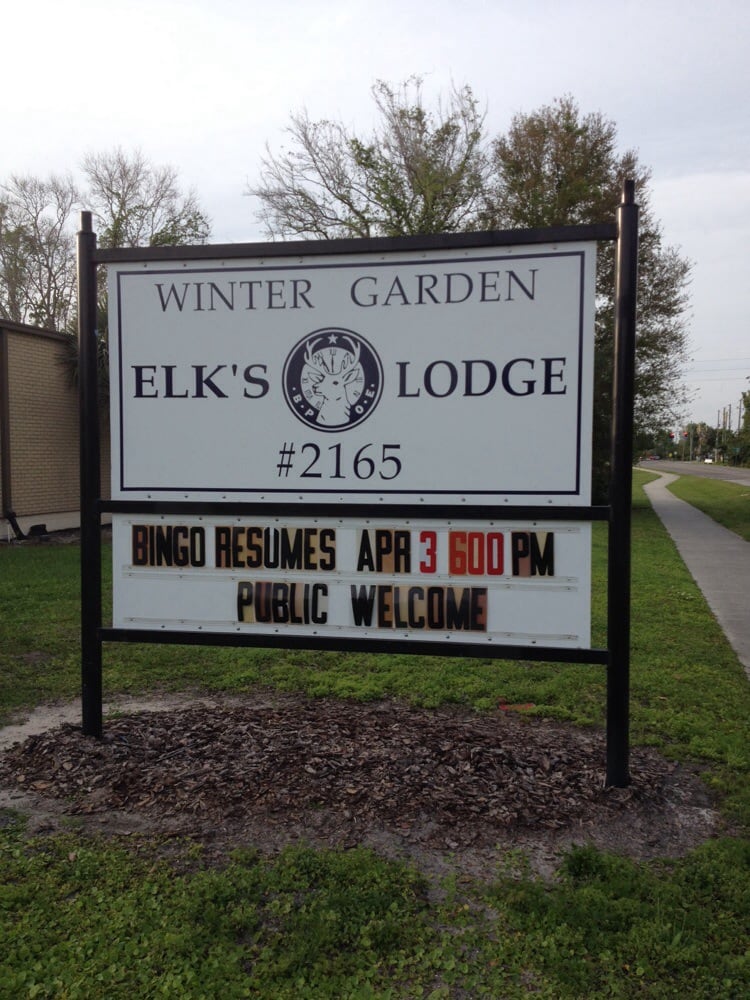 WINTER GARDEN
ELK'S B.P.O.E. LODGE
#2165
BINGO RESUMES APR 3 600 PM
PUBLIC WELCOME